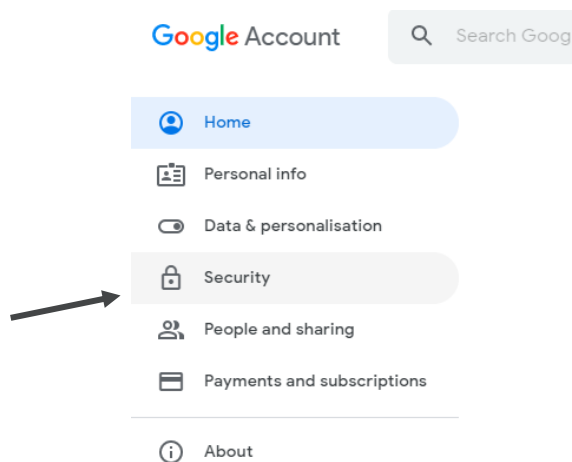 Google Account
Search Goog
Home
Personal info
Data & personalisation
Security
People and sharing
Payments and subscriptions
About